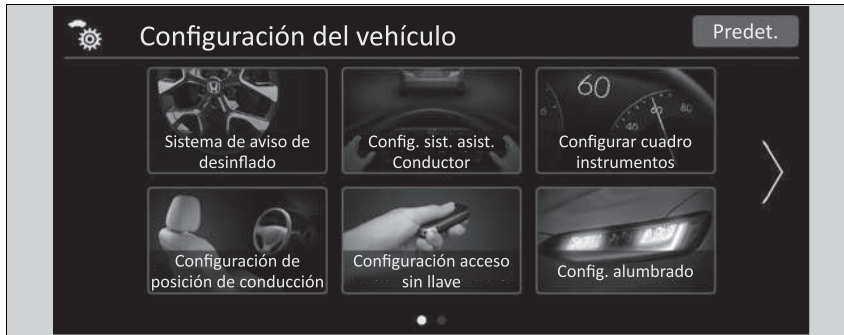 Configuración del vehículo
Predet.
Sistema de aviso de
desinflado
Config. sist. asist.
Conductor
60
Configurar cuadro
instrumentos
Configuración de
posición de conducción
Configuración acceso
sin llave
Config. alumbrado